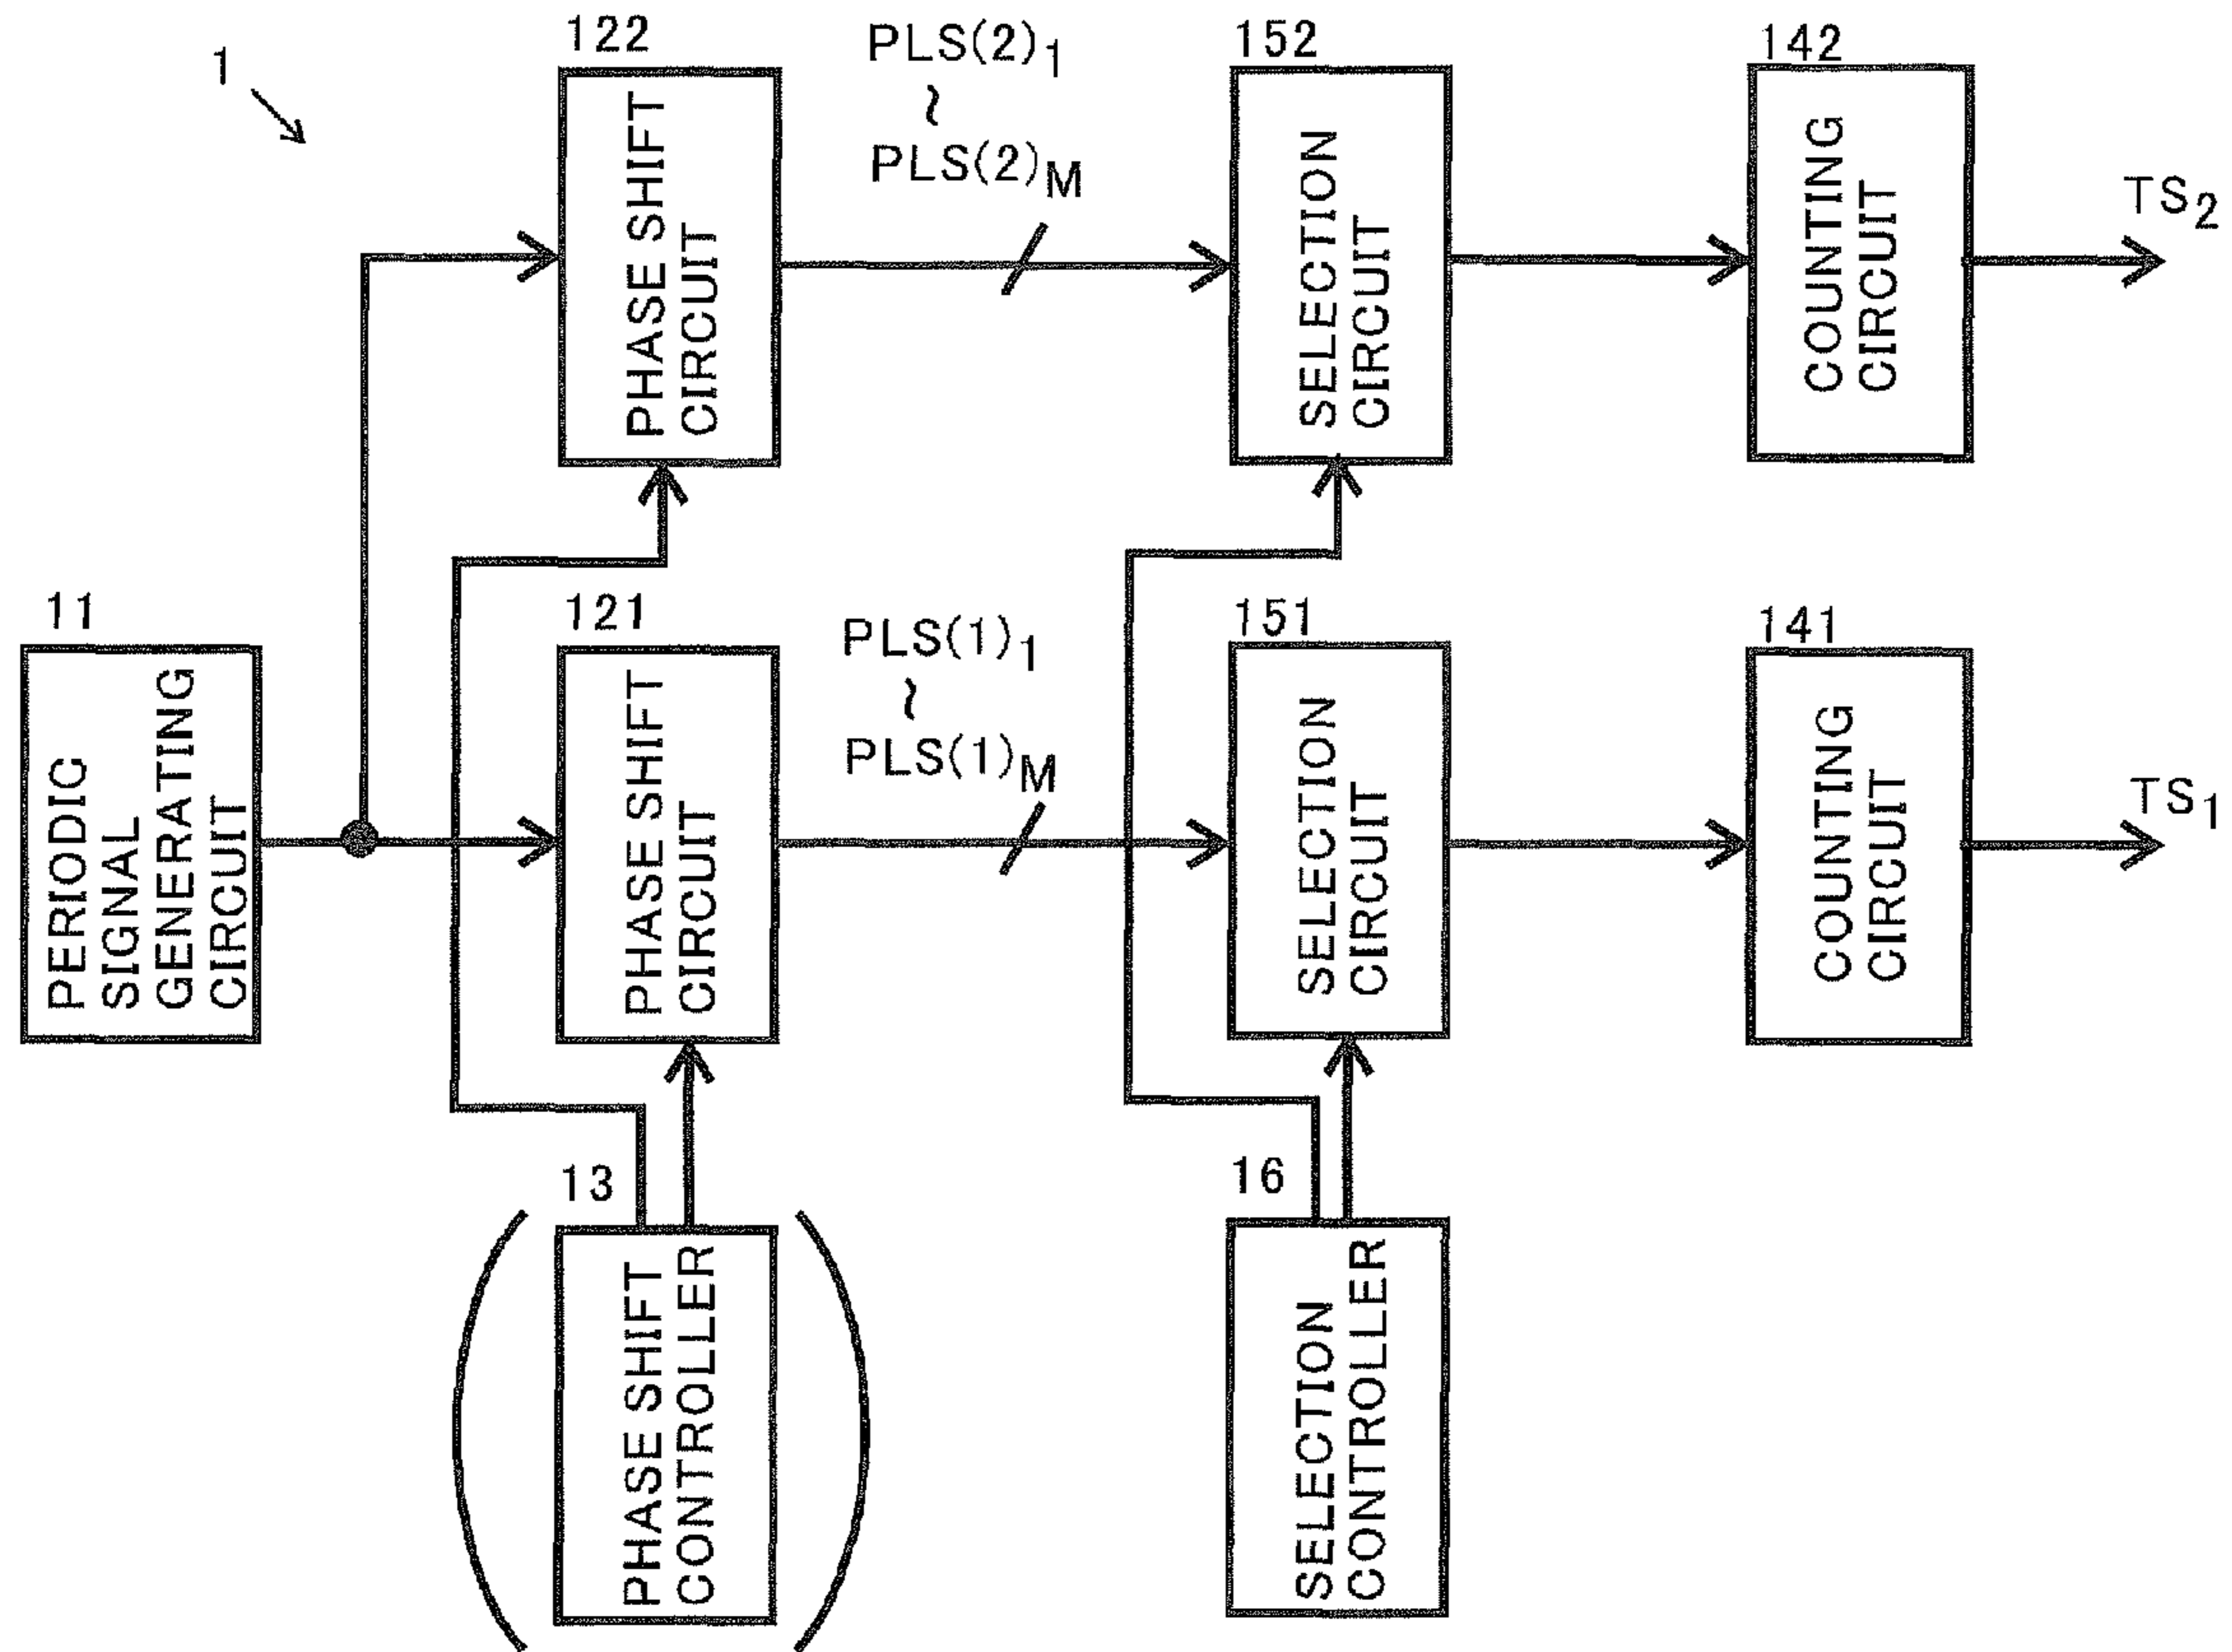 1
122
PHASE SHIFT
CIRCUIT
PLS(2)1
~
PLS(2)M
152
SELECTION
CIRCUIT
142
COUNTING
CIRCUIT
TS2
11
PERIODIC
SIGNAL
GENERATING
CIRCUIT
121
PHASE SHIFT
CIRCUIT
PLS(1)1
~
PLS(1)M
151
SELECTION
CIRCUIT
141
COUNTING
CIRCUIT
TS1
13
PHASE SHIFT
CONTROLLER
16
SELECTION
CONTROLLER